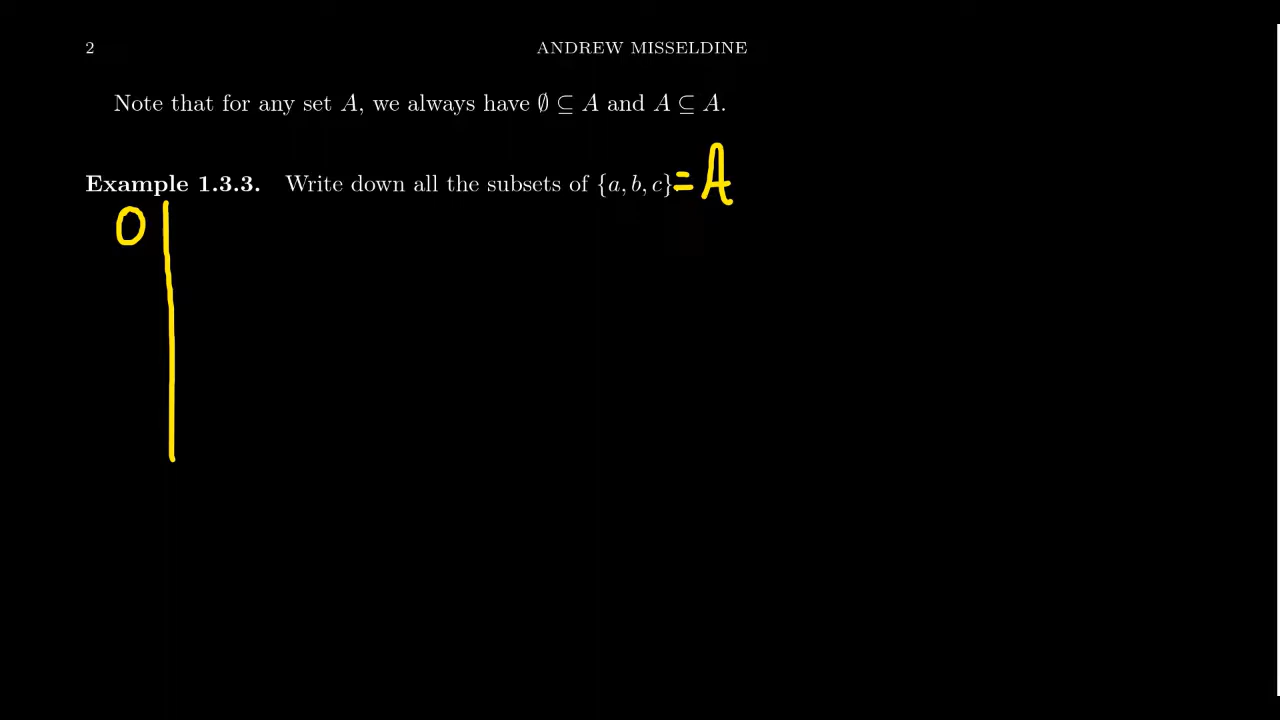 2 ANDREW MISSELDINE
Note that for any set A, we always have ∅ ⊆ A and A ⊆ A.
Example 1.3.3. Write down all the subsets of {a, b, c} = A
0